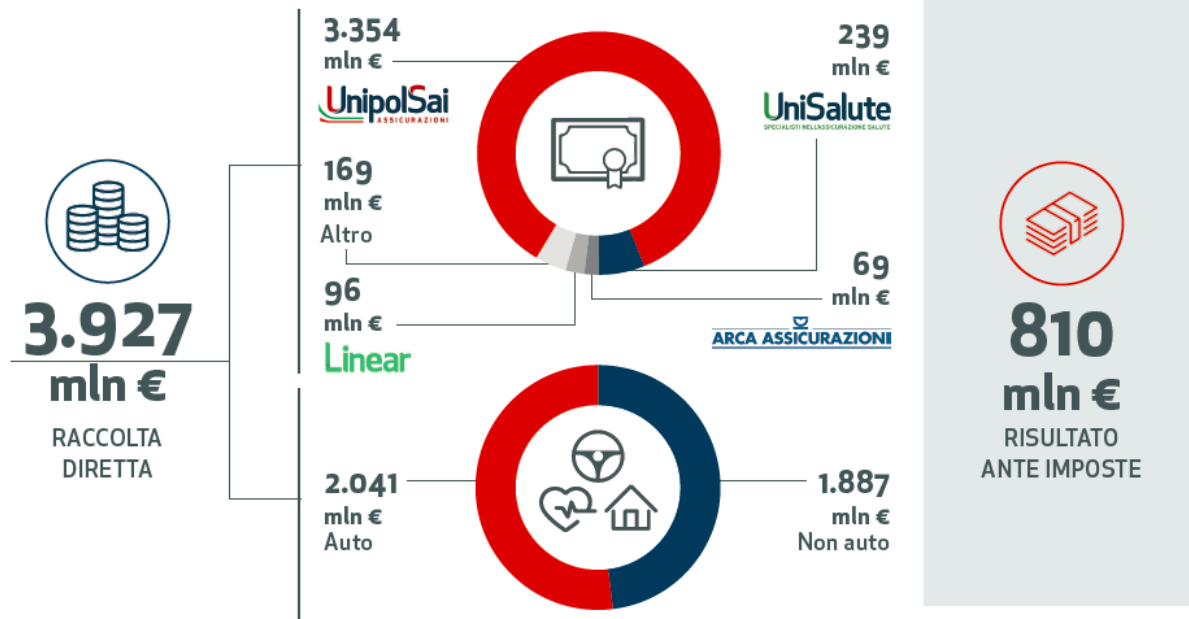 3.927
mln €
RACCOLTA
DIRETTA
3.354
mln €
UnipolSai
ASSICURAZIONI
169
mln €
Altro
96
mln €
Linear
239
mln €
UniSalute
SPECIALISTI NELL'ASSICURAZIONE SALUTE
69
mln €
ARCA ASSICURAZIONI
2.041
mln €
Auto
1.887
mln €
Non auto
810
mln €
RISULTATO
ANTE IMPOSTE